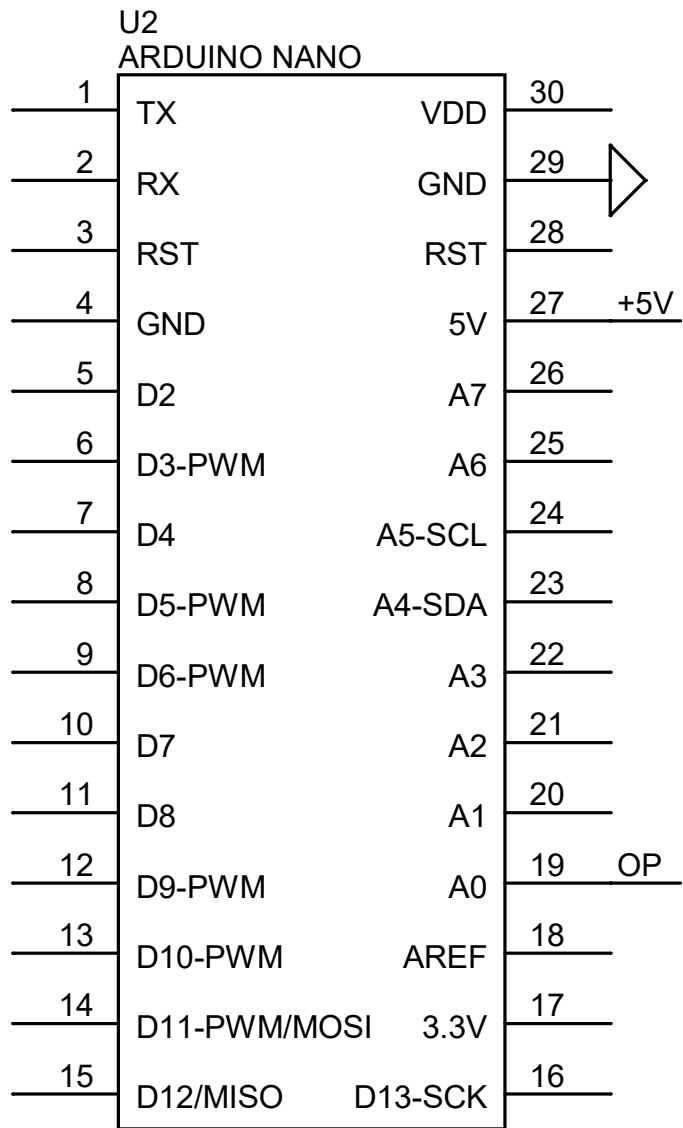 U2
ARDUINO NANO
1 TX VDD 30
2 RX GND 29
3 RST RST 28
4 GND 5V 27 +5V
5 D2 A7 26
6 D3-PWM A6 25
7 D4 A5-SCL 24
8 D5-PWM A4-SDA 23
9 D6-PWM A3 22
10 D7 A2 21
11 D8 A1 20
12 D9-PWM A0 19 OP
13 D10-PWM AREF 18
14 D11-PWM/MOSI 3.3V 17
15 D12/MISO D13-SCK 16